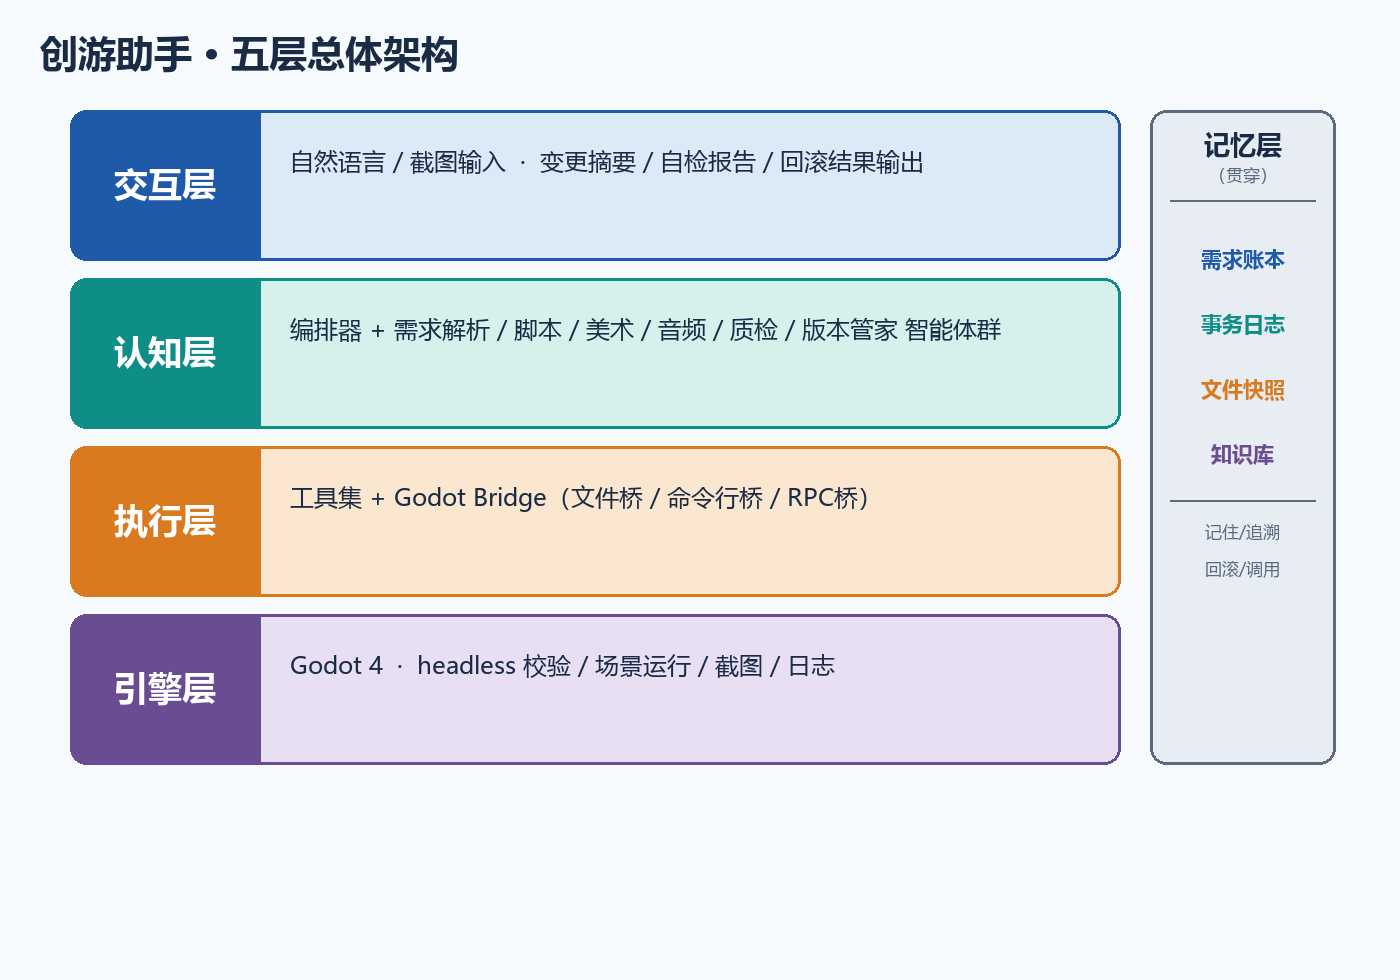 创游助手 • 五层总体架构
交互层
自然语言 / 截图输入 · 变更摘要 / 自检报告 / 回滚结果输出
认知层
编排器 + 需求解析 / 脚本 / 美术 / 音频 / 质检 / 版本管家 智能体群
执行层
工具集 + Godot Bridge（文件桥 / 命令行桥 / RPC桥）
引擎层
Godot 4 · headless 校验 / 场景运行 / 截图 / 日志
记忆层
（贯穿）
需求账本
事务日志
文件快照
知识库
记住/追溯
回滚/调用